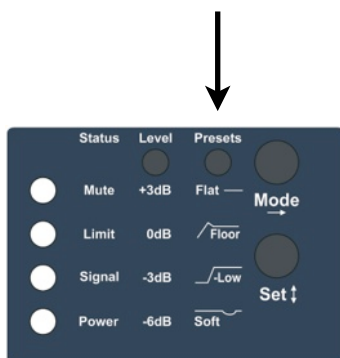 Status Level Presets
Mute +3dB Flat
Mode
Limit 0dB Floor
Signal -3dB -Low
Set
Power -6dB Soft